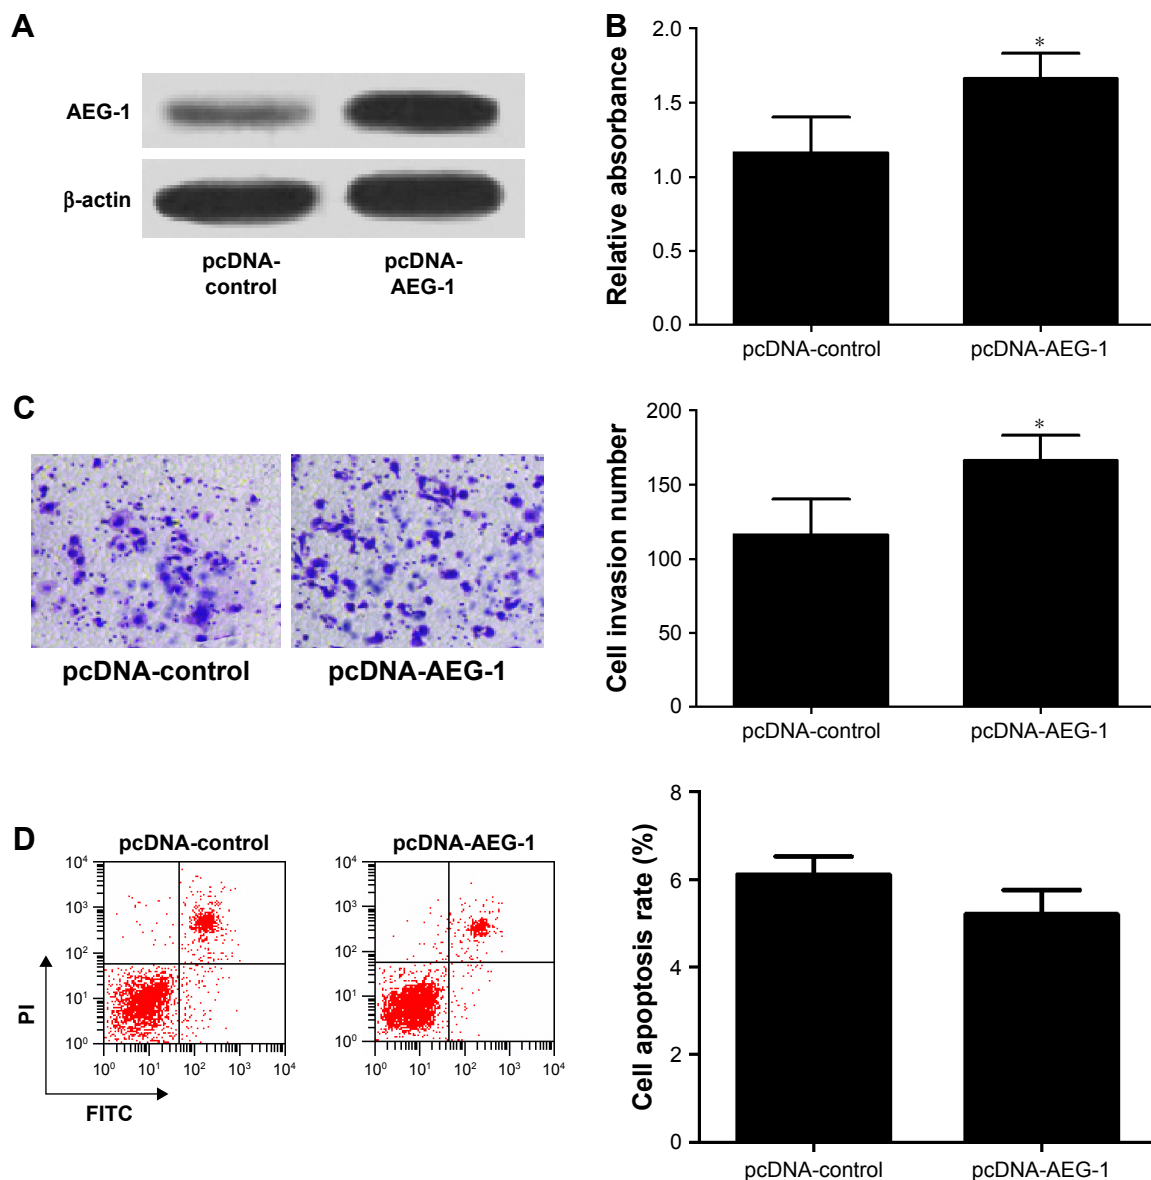 A
AEG-1
β-actin
pcDNA-
control
pcDNA-
AEG-1
B
Relative absorbance
2.0
1.5
1.0
0.5
0.0
*
pcDNA-control
pcDNA-AEG-1
C
pcDNA-control
pcDNA-AEG-1
Cell invasion number
200
150
100
50
0
*
pcDNA-control
pcDNA-AEG-1
D
pcDNA-control
10⁴
10³
10²
10¹
10⁰
10⁰ 10¹ 10² 10³ 10⁴
PI
FITC
pcDNA-AEG-1
10⁴
10³
10²
10¹
10⁰
10⁰ 10¹ 10² 10³ 10⁴
Cell apoptosis rate (%)
8
6
4
2
0
pcDNA-control
pcDNA-AEG-1